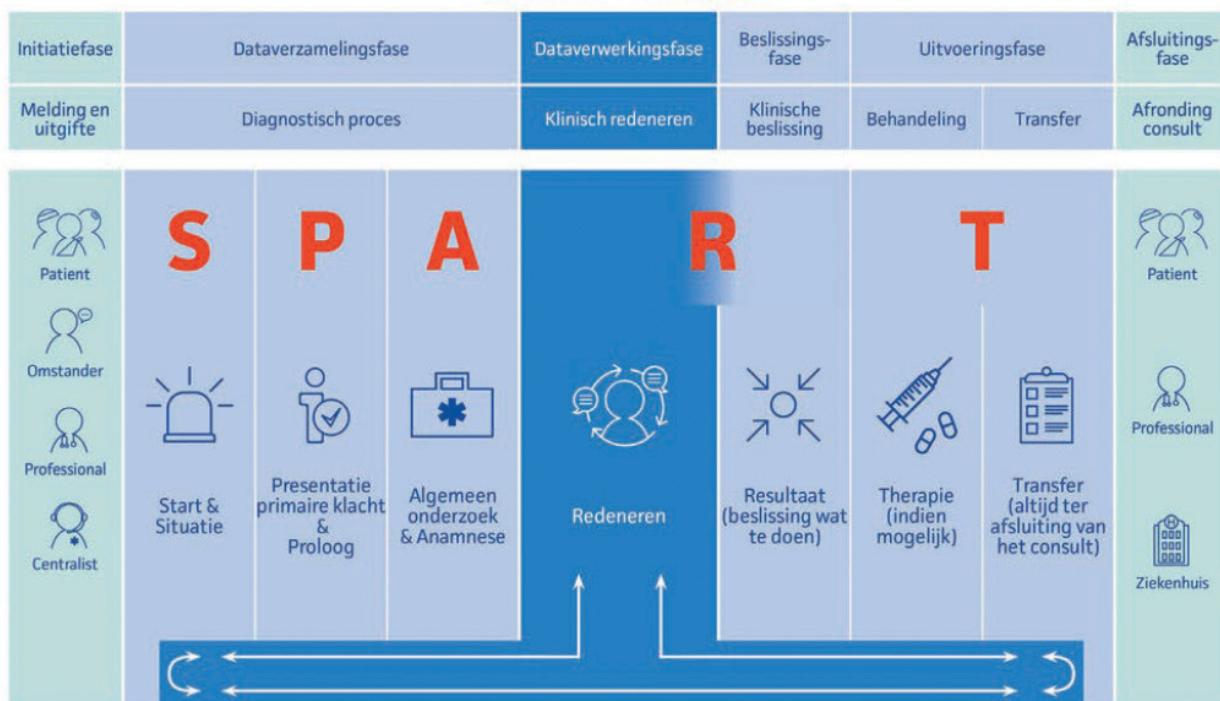 Initiatiefase
Dataverzamelingsfase
Dataverwerkingsfase
Beslissings-
fase
Uitvoeringsfase
Afsluitings-
fase
Melding en
uitgifte
Diagnostisch proces
Klinisch redeneren
Klinische
beslissing
Behandeling
Transfer
Afronding
consult
S
P
A
R
T
Patient
Omstander
Professional
Centralist
Start &
Situatie
Presentatie
primaire klacht
&
Proloog
Algemeen
onderzoek
& Anamnese
Redeneren
Resultaat
(beslissing wat
te doen)
Therapie
(indien
mogelijk)
Transfer
(altijd ter
afsluiting van
het consult)
Patient
Professional
H
Ziekenhuis